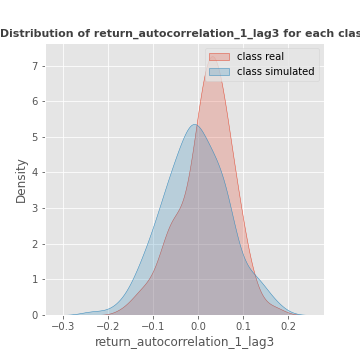 Distribution of return_autocorrelation_1_lag3 for each clas
class real
class simulated
7
6
5
4
3
2
1
0
Density
−0.3 −0.2 −0.1 0.0 0.1 0.2
return_autocorrelation_1_lag3